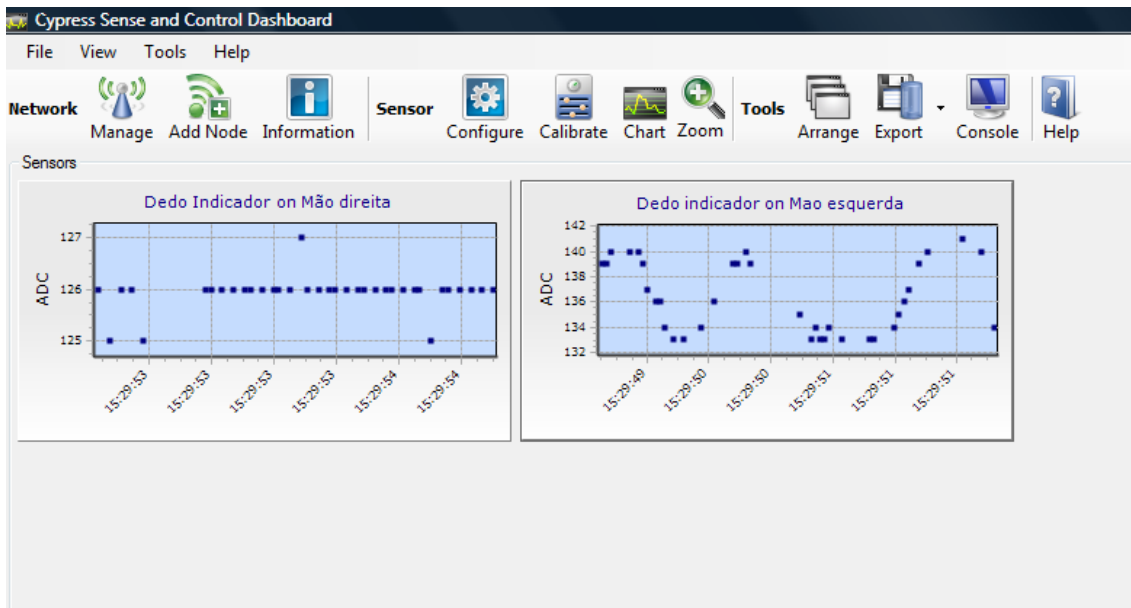 Cypress Sense and Control Dashboard
File View Tools Help
Network Manage Add Node Information Sensor Configure Calibrate Chart Zoom Tools Arrange Export Console Help
Sensors
Dedo Indicador on Mão direita
127
126
125
ADC
15:29:53 15:29:53 15:29:53 15:29:53 15:29:54 15:29:54
Dedo indicador on Mao esquerda
142
140
138
136
134
132
ADC
15:29:49 15:29:50 15:29:50 15:29:51 15:29:51 15:29:51